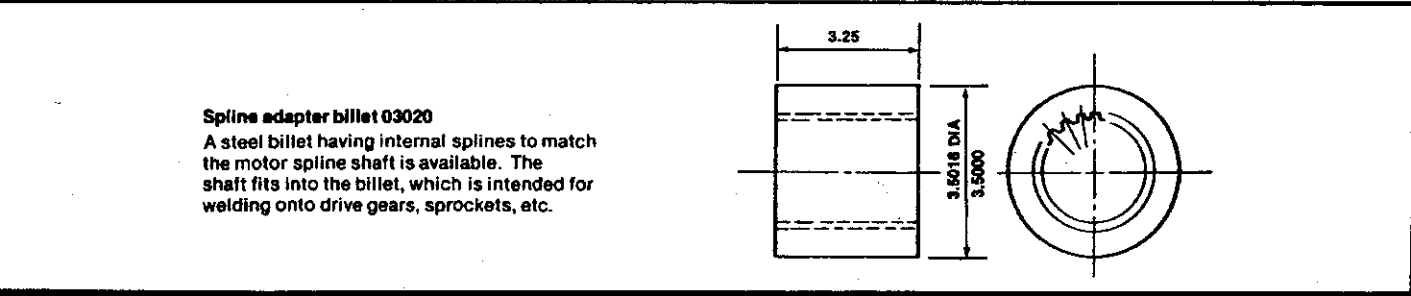 Spline adapter billet 03020
A steel billet having internal splines to match
the motor spline shaft is available. The
shaft fits into the billet, which is intended for
welding onto drive gears, sprockets, etc.
3.25
3.5016 DIA
3.5000